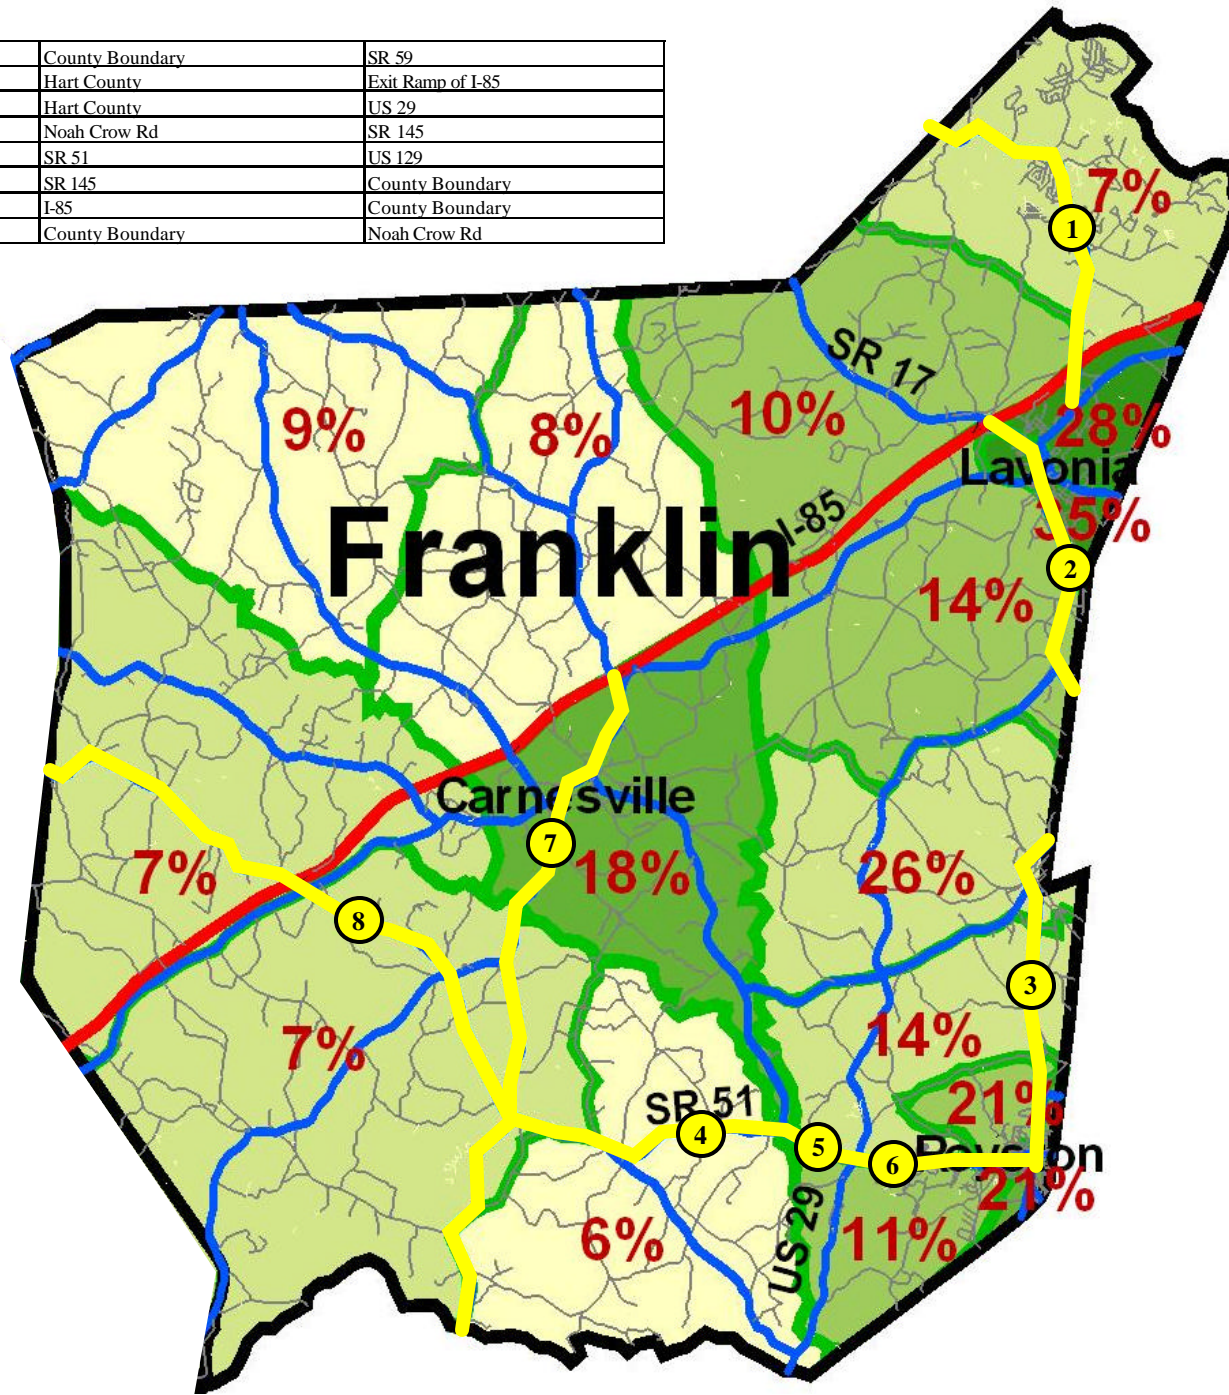 County Boundary SR 59
Hart County Exit Ramp of I-85
Hart County US 29
Noah Crow Rd SR 145
SR 51 US 129
SR 145 County Boundary
I-85 County Boundary
County Boundary Noah Crow Rd
7%
1
SR 17
9%
8%
10%
28%
Lavonia
35%
I-85
Franklin
2
14%
Carnesville
7
7%
18%
26%
8
3
7%
14%
SR 51
21%
4
5
6
Royston
21%
US 29
6%
11%